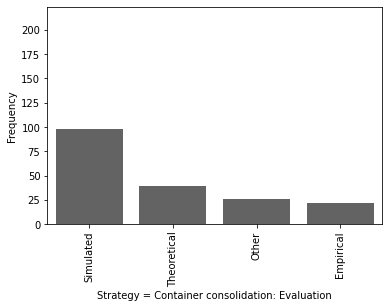 200
175
150
125
100
75
50
25
0
Frequency
Simulated
Theoretical
Other
Empirical
Strategy = Container consolidation: Evaluation